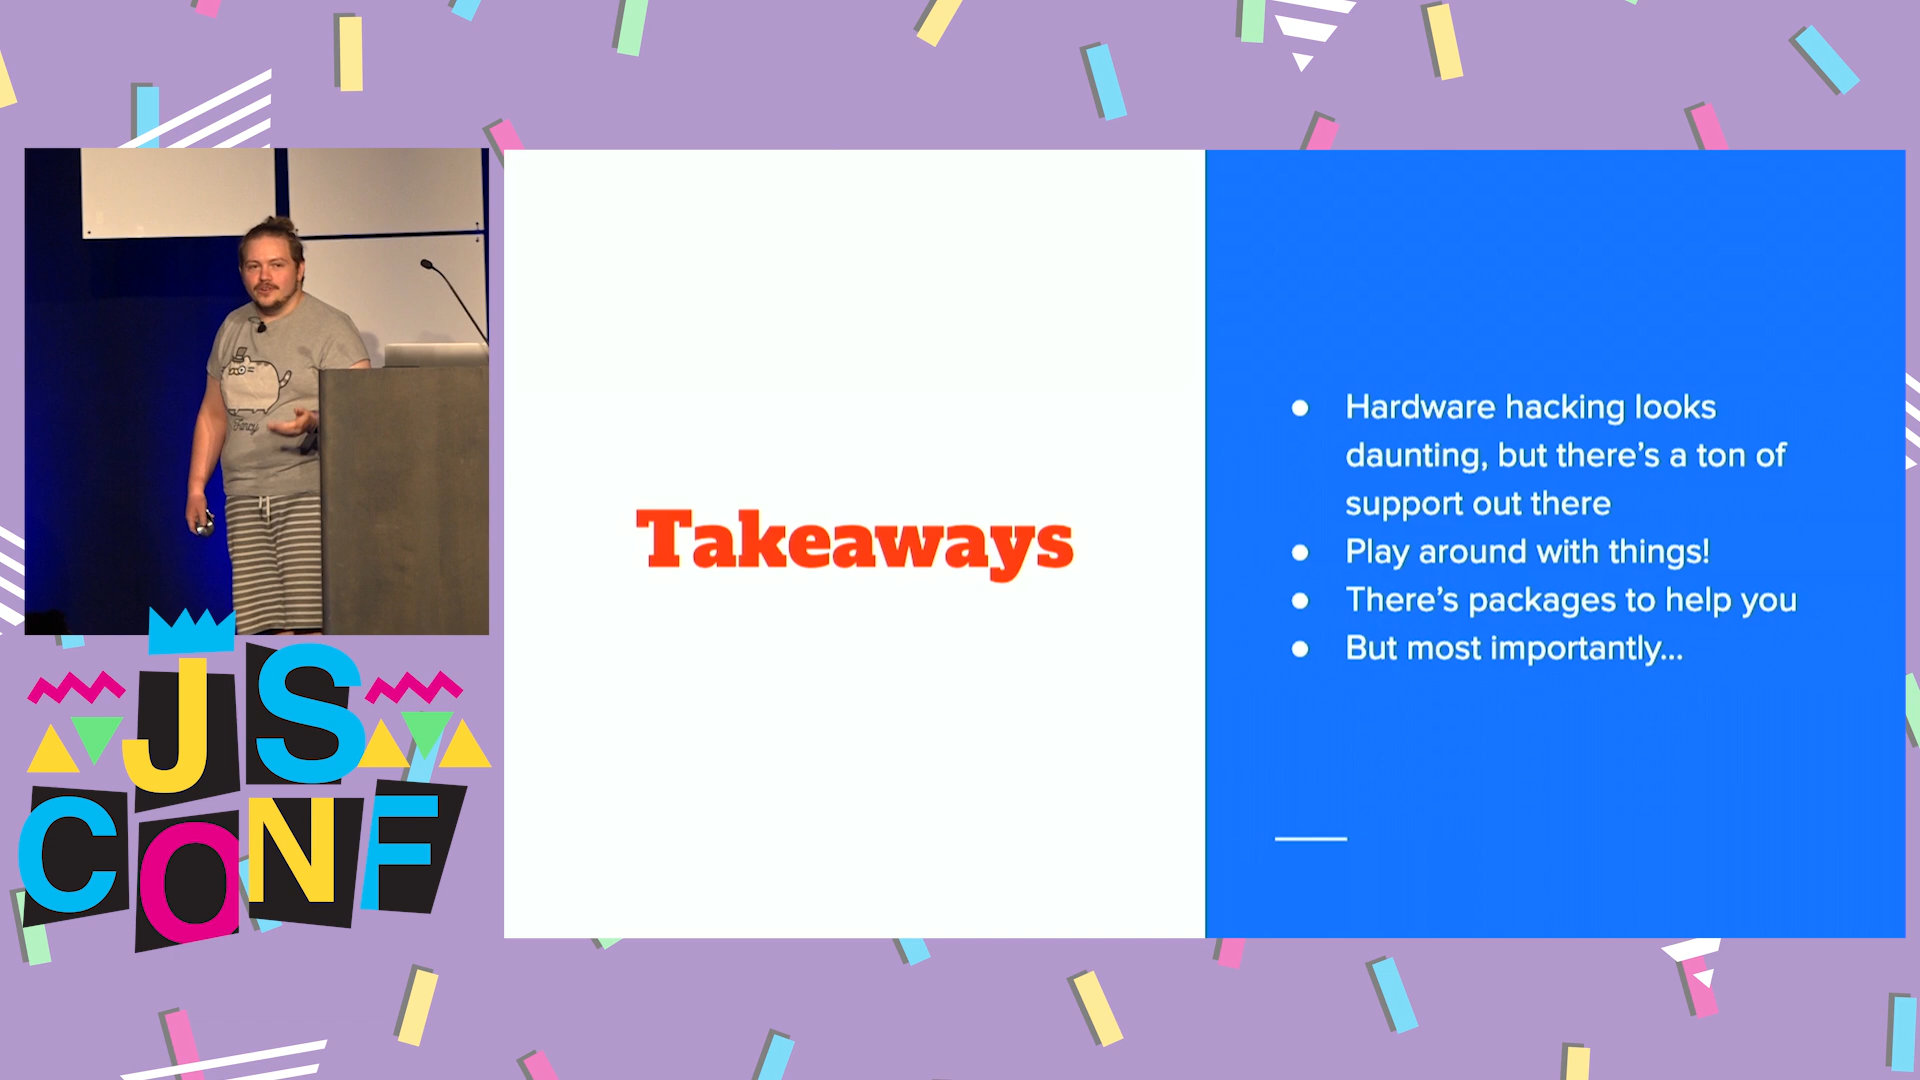 Fancy
JS
CONF
Takeaways
● Hardware hacking looks
daunting, but there's a ton of
support out there
● Play around with things!
● There's packages to help you
● But most importantly...